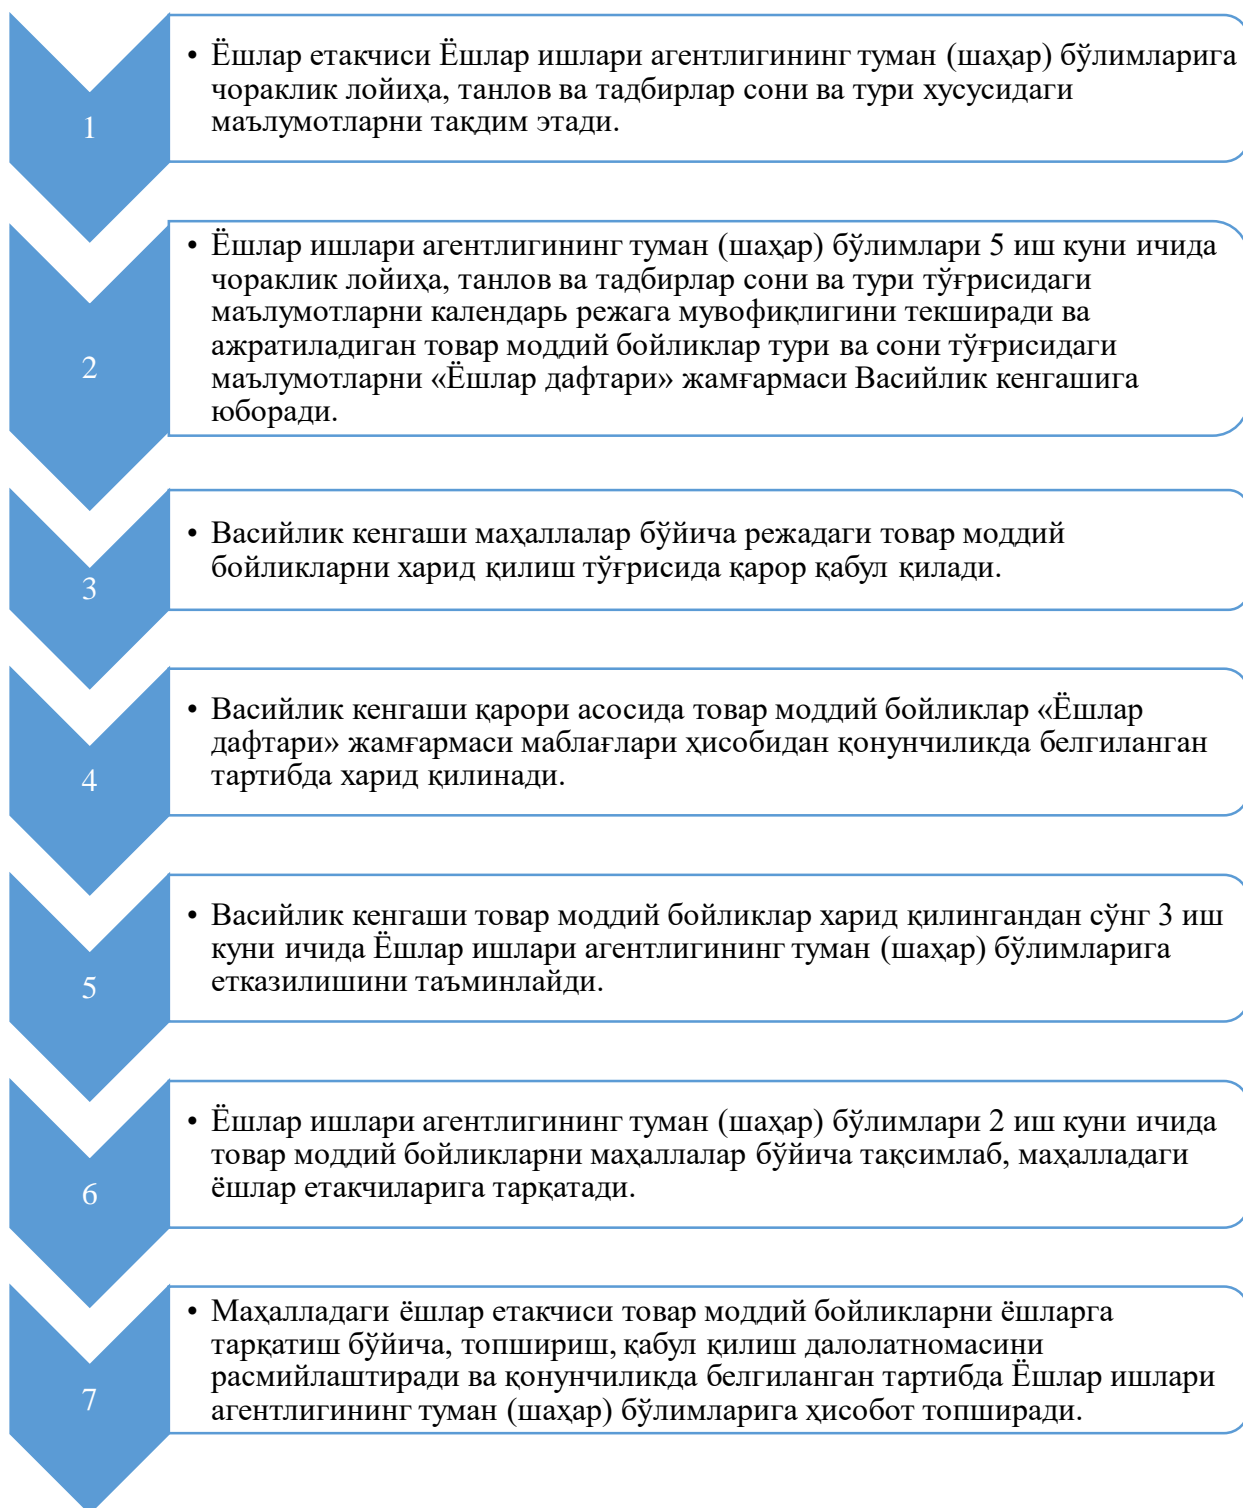 1
• Ёшлар етакчиси Ёшлар ишлари агентлигининг туман (шаҳар) бўлимларига
чораклик лойиҳа, танлов ва тадбирлар сони ва тури хусусидаги
маълумотларни тақдим этади.
2
• Ёшлар ишлари агентлигининг туман (шаҳар) бўлимлари 5 иш куни ичида
чораклик лойиҳа, танлов ва тадбирлар сони ва тури тўғрисидаги
маълумотларни календарь режага мувофиқлигини текширади ва
ажратиладиган товар моддий бойликлар тури ва сони тўғрисидаги
маълумотларни «Ёшлар дафтари» жамғармаси Васийлик кенгашига
юборади.
3
• Васийлик кенгаши маҳаллалар бўйича режадаги товар моддий
бойликларни харид қилиш тўғрисида қарор қабул қилади.
4
• Васийлик кенгаши қарори асосида товар моддий бойликлар «Ёшлар
дафтари» жамғармаси маблағлари ҳисобидан қонунчиликда белгиланган
тартибда харид қилинади.
5
• Васийлик кенгаши товар моддий бойликлар харид қилингандан сўнг 3 иш
куни ичида Ёшлар ишлари агентлигининг туман (шаҳар) бўлимларига
етказилишини таъминлайди.
6
• Ёшлар ишлари агентлигининг туман (шаҳар) бўлимлари 2 иш куни ичида
товар моддий бойликларни маҳаллалар бўйича тақсимлаб, маҳалладаги
ёшлар етакчиларига тарқатади.
7
• Маҳалладаги ёшлар етакчиси товар моддий бойликларни ёшларга
тарқатиш бўйича, топшириш, қабул қилиш далолатномасини
расмийлаштиради ва қонунчиликда белгиланган тартибда Ёшлар ишлари
агентлигининг туман (шаҳар) бўлимларига ҳисобот топширади.